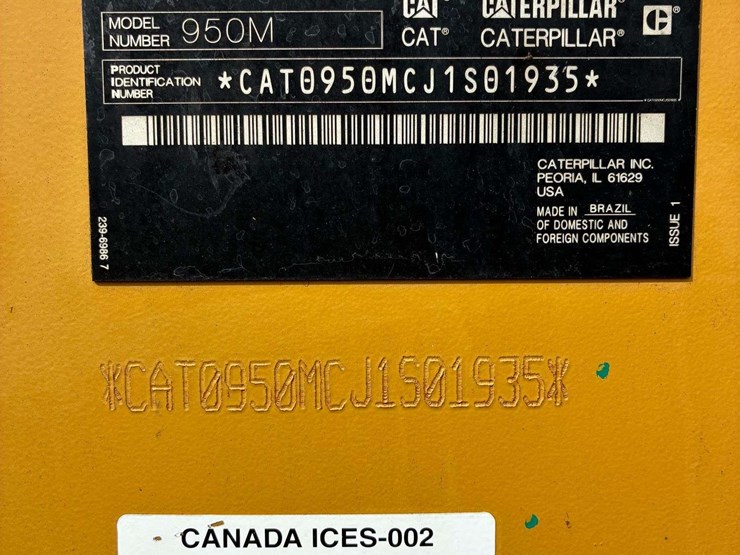 CAT CATERPILLAR®
MODEL NUMBER 950M
CAT® CATERPILLAR®
PRODUCT IDENTIFICATION NUMBER *CAT0950MCJ1S01935*
CATERPILLAR INC.
PEORIA, IL 61629
USA
MADE IN BRAZIL
OF DOMESTIC AND
FOREIGN COMPONENTS
ISSUE 1
239-6986 7
*CAT0950MCJ1S01935*
CANADA ICES-002